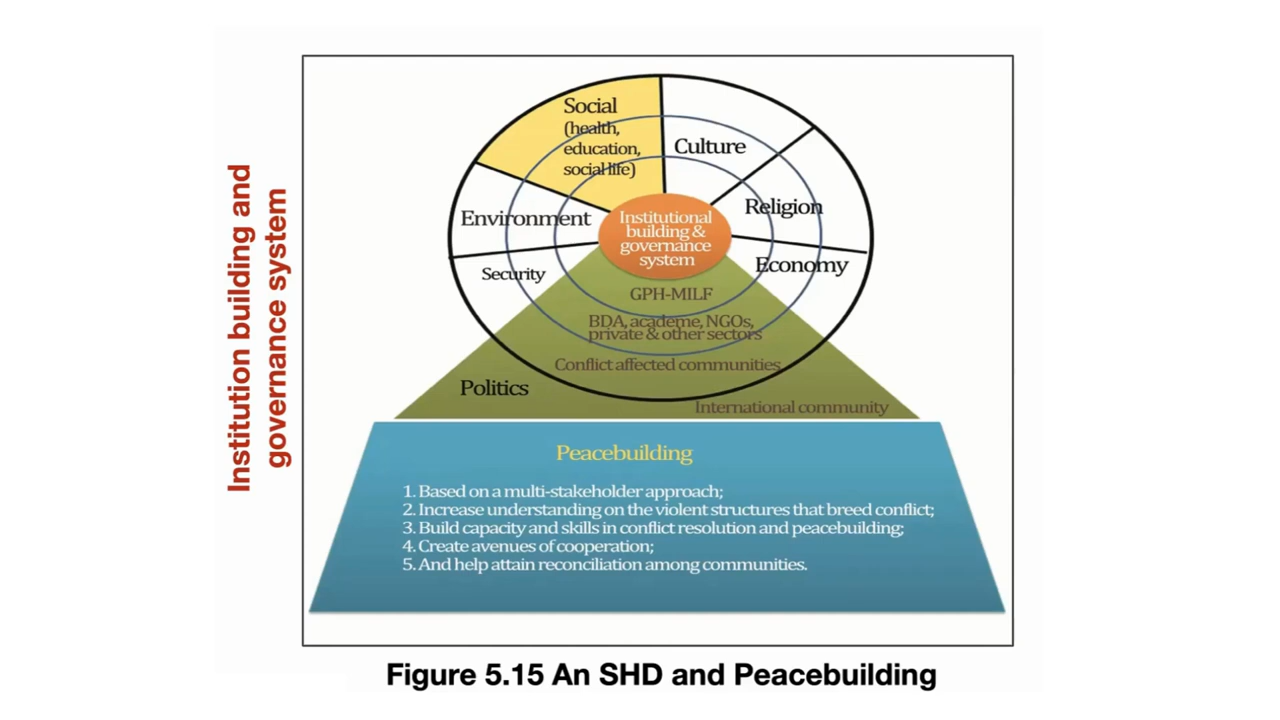 Institution building and
governance system
Social
(health,
education,
social life)
Culture
Environment
Religion
Institutional
building &
governance
system
Security
Economy
GPH-MILF
BDA, academe, NGOs,
private & other sectors
Conflict affected communities
Politics
International community
Peacebuilding
1. Based on a multi-stakeholder approach;
2. Increase understanding on the violent structures that breed conflict;
3. Build capacity and skills in conflict resolution and peacebuilding;
4. Create avenues of cooperation;
5. And help attain reconciliation among communities.
Figure 5.15 An SHD and Peacebuilding